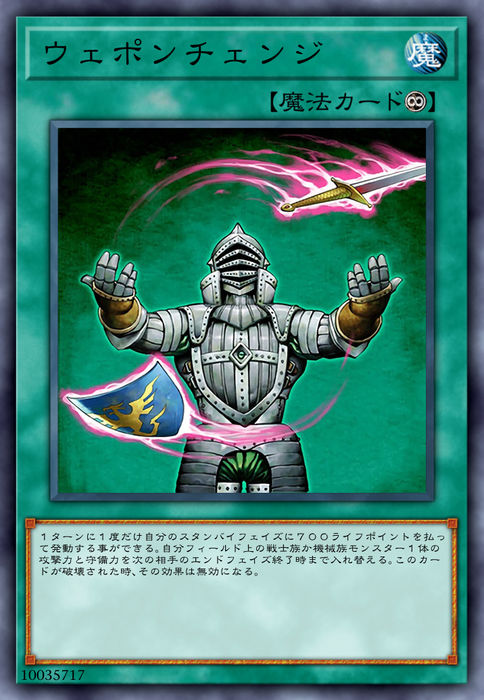 ウェポンチェンジ
魔
【魔法カード∞】
１ターンに１度だけ自分のスタンバイフェイズに７００ライフポイントを払っ
て発動する事ができる。自分フィールド上の戦士族か機械族モンスター１体の
攻撃力と守備力を次の相手のエンドフェイズ終了時まで入れ替える。このカー
ドが破壊された時、その効果は無効になる。
10035717